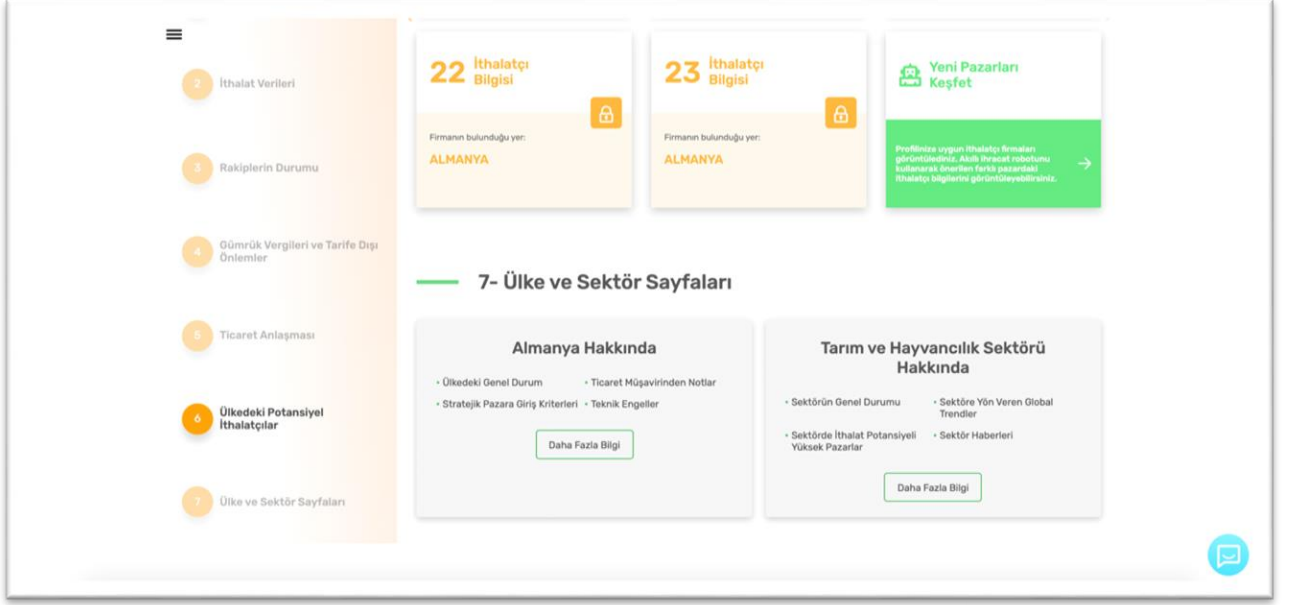 2
İthalat Verileri
3
Rakiplerin Durumu
4
Gümrük Vergileri ve Tarife Dışı
Önlemler
5
Ticaret Anlaşması
6
Ülkedeki Potansiyel
İthalatçılar
7
Ülke ve Sektör Sayfaları
22 İthalatçı
Bilgisi
Firmanın bulunduğu yer:
ALMANYA
23 İthalatçı
Bilgisi
Firmanın bulunduğu yer:
ALMANYA
Yeni Pazarları
Keşfet
Profilinize uygun ithalatçı firmaları
görüntülediniz. Akıllı ihracat robotunu
kullanarak önerilen farklı pazardaki
ithalatçı bilgilerini görüntüleyebilirsiniz.
7- Ülke ve Sektör Sayfaları
Almanya Hakkında
• Ülkedeki Genel Durum
• Ticaret Müşavirinden Notlar
• Stratejik Pazara Giriş Kriterleri
• Teknik Engeller
Daha Fazla Bilgi
Tarım ve Hayvancılık Sektörü
Hakkında
• Sektörün Genel Durumu
• Sektöre Yön Veren Global
Trendler
• Sektörde İthalat Potansiyeli
Yüksek Pazarlar
• Sektör Haberleri
Daha Fazla Bilgi